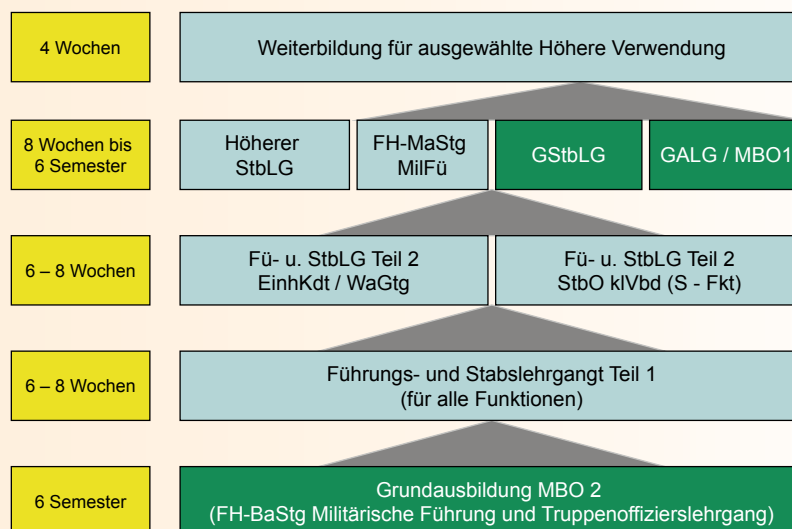 4 Wochen
Weiterbildung für ausgewählte Höhere Verwendung
8 Wochen bis
6 Semester
Höherer
StbLG
FH-MaStg
MilFü
GStbLG
GALG / MBO1
6 – 8 Wochen
Fü- u. StbLG Teil 2
EinhKdt / WaGtg
Fü- u. StbLG Teil 2
StbO klVbd (S - Fkt)
6 – 8 Wochen
Führungs- und Stabslehrgangt Teil 1
(für alle Funktionen)
6 Semester
Grundausbildung MBO 2
(FH-BaStg Militärische Führung und Truppenoffizierslehrgang)